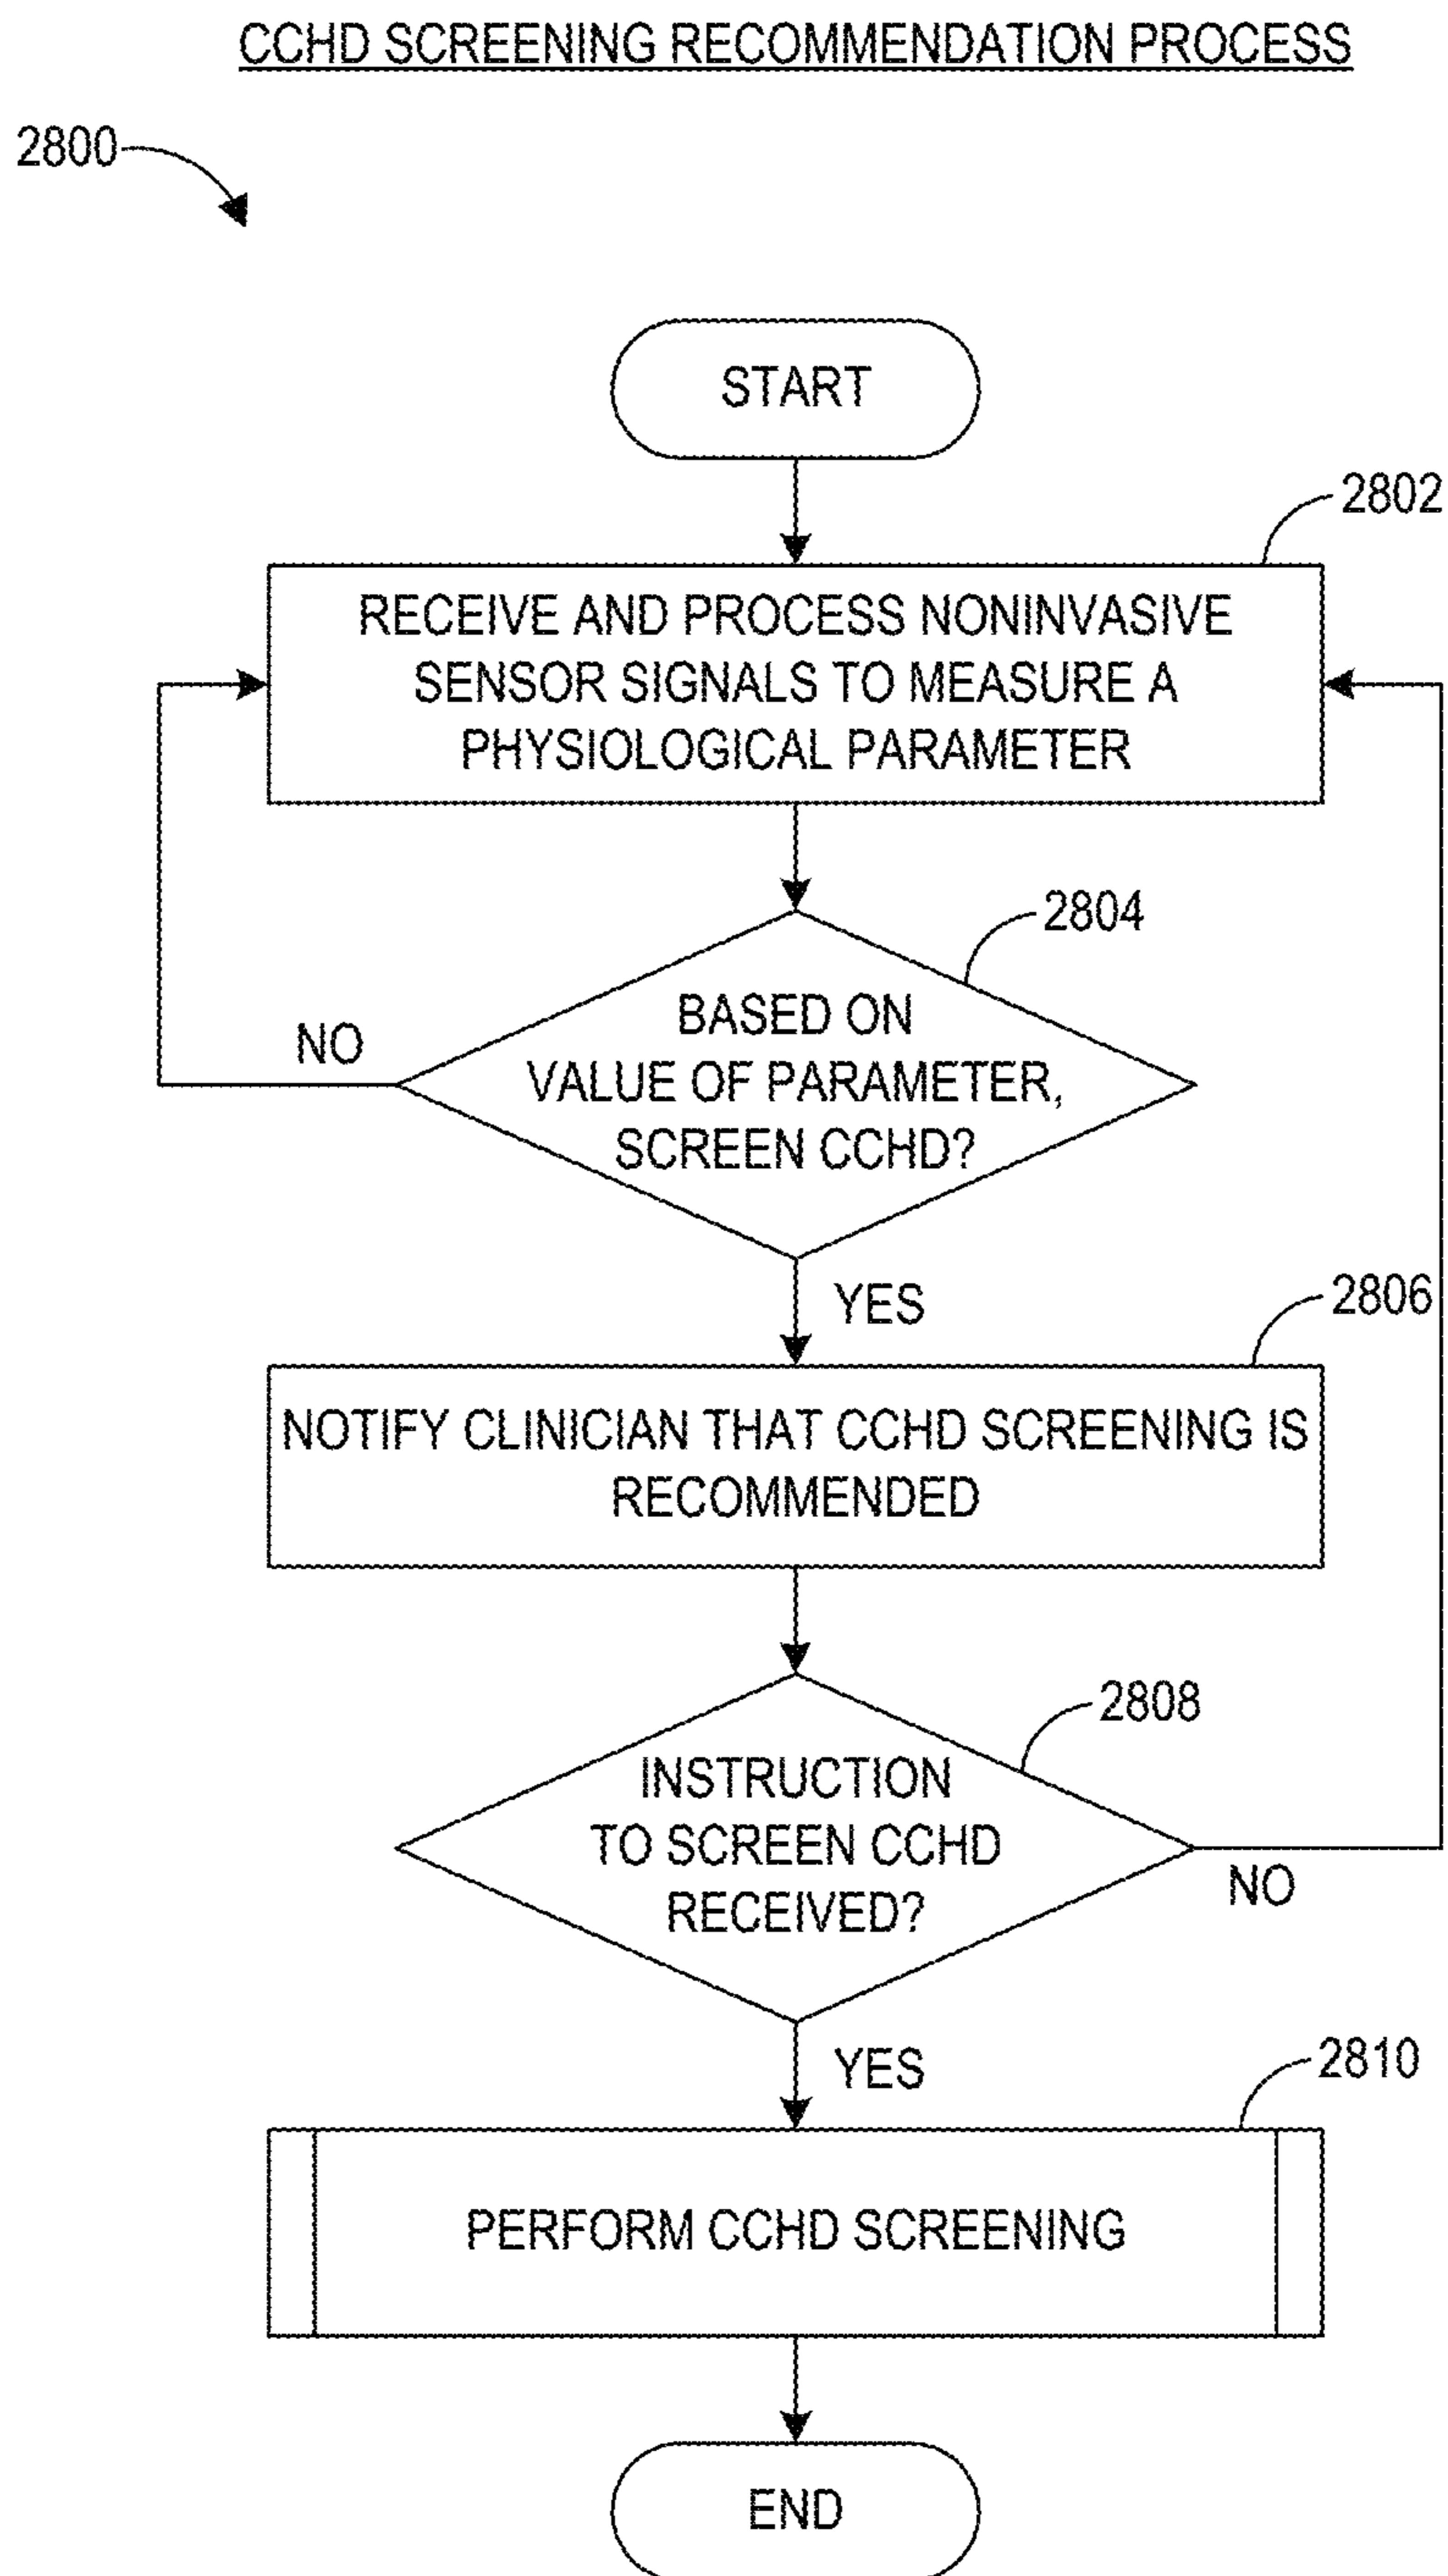 CCHD SCREENING RECOMMENDATION PROCESS
2800
START
2802
RECEIVE AND PROCESS NONINVASIVE
SENSOR SIGNALS TO MEASURE A
PHYSIOLOGICAL PARAMETER
2804
BASED ON
VALUE OF PARAMETER,
SCREEN CCHD?
NO
YES
2806
NOTIFY CLINICIAN THAT CCHD SCREENING IS
RECOMMENDED
2808
INSTRUCTION
TO SCREEN CCHD
RECEIVED?
NO
YES
2810
PERFORM CCHD SCREENING
END